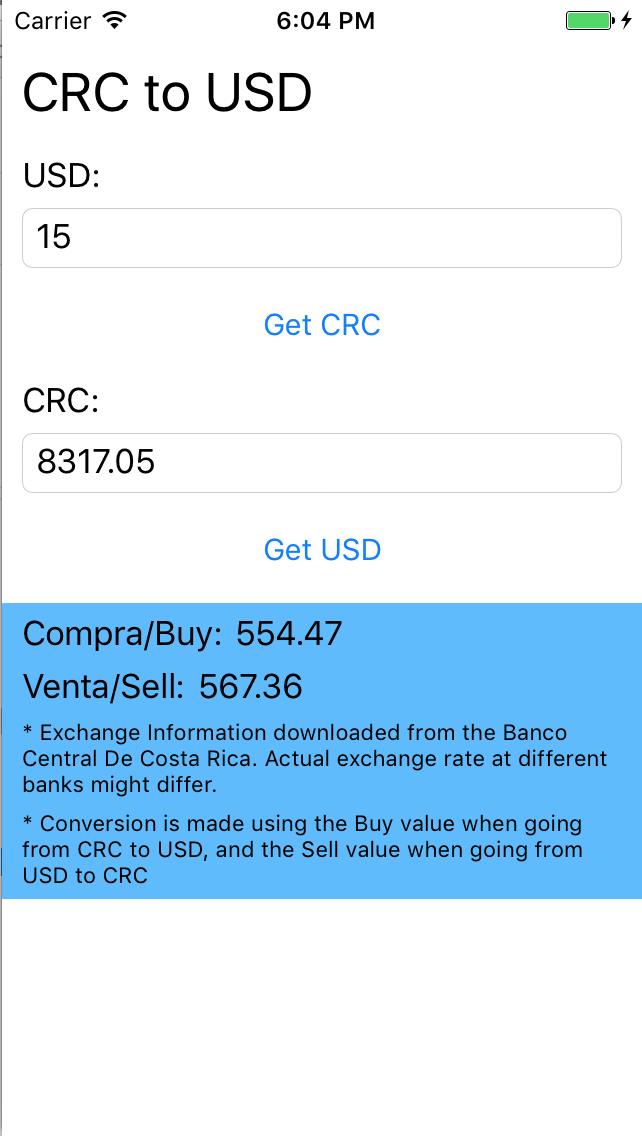 Carrier 6:04 PM
CRC to USD
USD:
15
Get CRC
CRC:
8317.05
Get USD
Compra/Buy: 554.47
Venta/Sell: 567.36
* Exchange Information downloaded from the Banco
Central De Costa Rica. Actual exchange rate at different
banks might differ.
* Conversion is made using the Buy value when going
from CRC to USD, and the Sell value when going from
USD to CRC